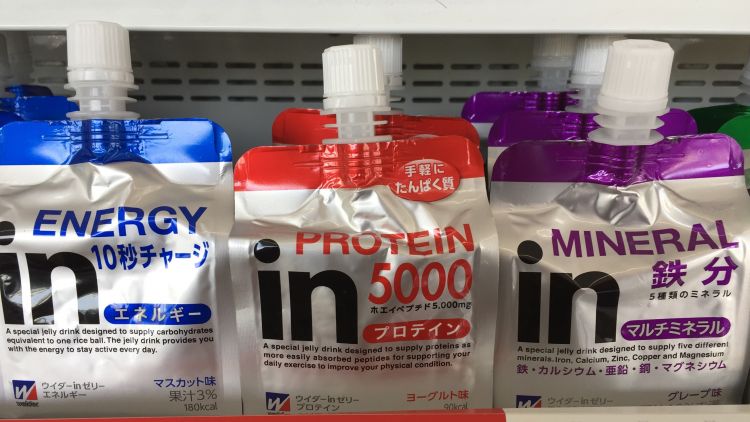 ENERGY
in
10秒チャージ
エネルギー
A special jelly drink designed to supply carbohydrates
equivalent to one rice ball. The jelly drink provides you
with the energy to stay active every day.
マスカット味
果汁3%
180kcal
weider
ウイダーinゼリー
エネルギー
手軽に
たんぱく質
PROTEIN
in
5000
ホエイペプチド5,000mg
プロテイン
A special jelly drink designed to supply proteins as
more easily absorbed peptides for supporting your
daily exercise to improve your physical condition.
ヨーグルト味
90kcal
ウイダーinゼリー
プロテイン
MINERAL
in
鉄分
5種類のミネラル
マルチミネラル
A special jelly drink designed to supply five different
minerals. Iron, Calcium, Zinc, Copper and Magnesium
鉄・カルシウム・亜鉛・銅・マグネシウム
グレープ味
ウイダーinゼリー